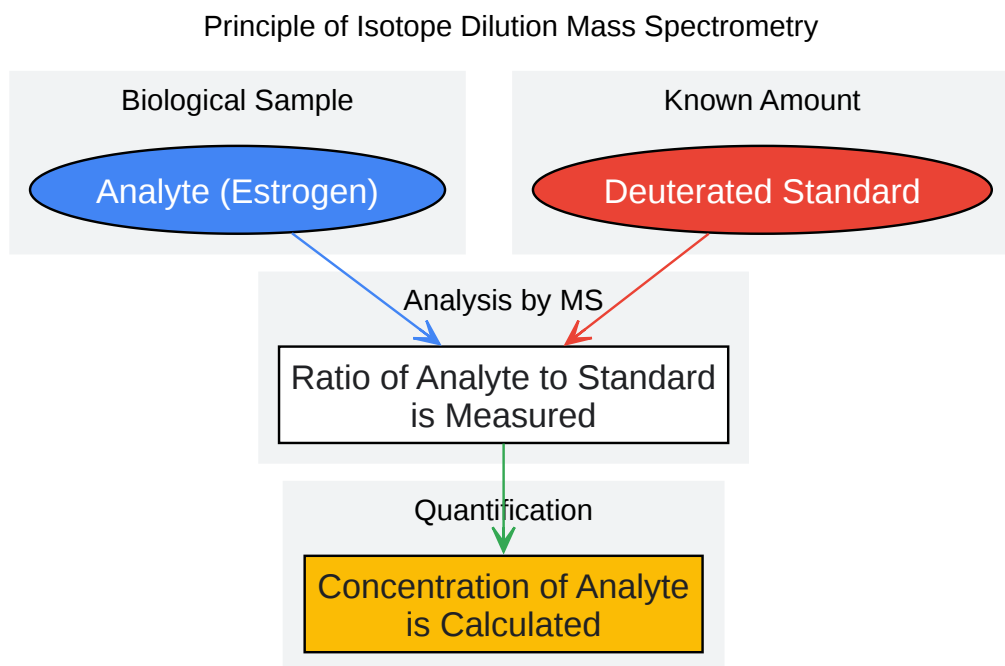 Principle of Isotope Dilution Mass Spectrometry
Biological Sample
Known Amount
Analyte (Estrogen)
Deuterated Standard
Analysis by MS
Ratio of Analyte to Standard
is Measured
Quantification
Concentration of Analyte
is Calculated